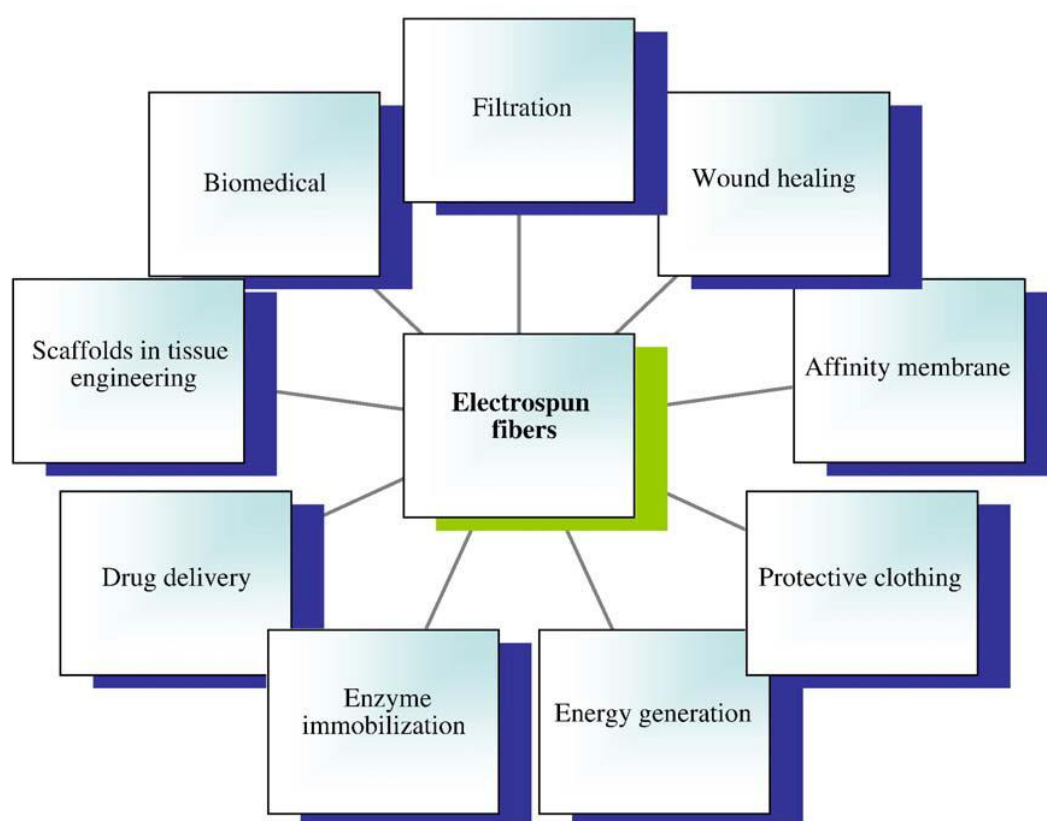 Filtration
Biomedical
Wound healing
Scaffolds in tissue
engineering
Affinity membrane
Electrospun
fibers
Drug delivery
Protective clothing
Enzyme
immobilization
Energy generation